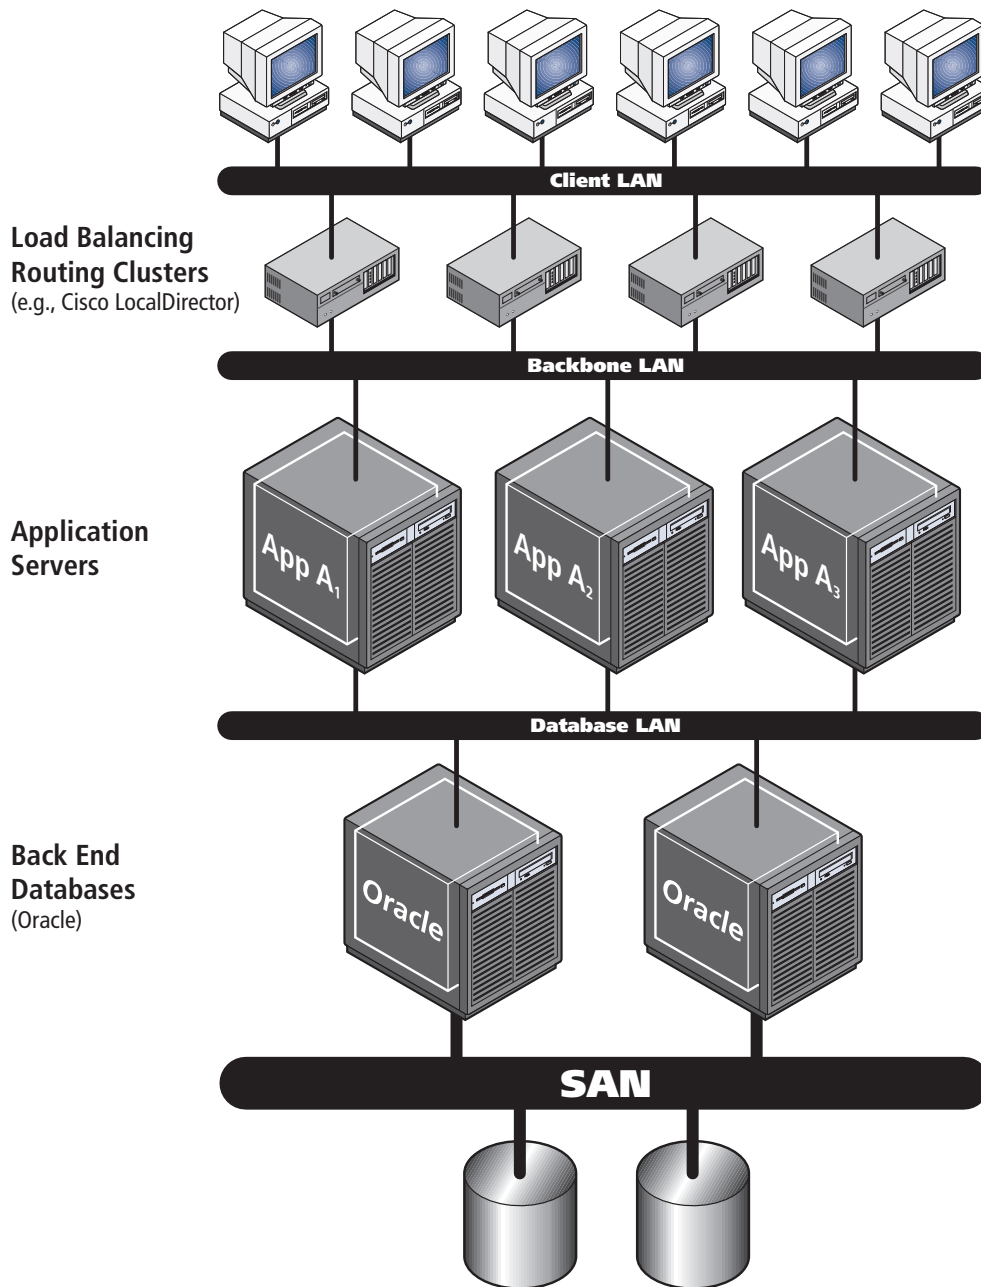 Client LAN
Load Balancing
Routing Clusters
(e.g., Cisco LocalDirector)
Backbone LAN
Application
Servers
App A₁
App A₂
App A₃
Database LAN
Back End
Databases
(Oracle)
Oracle
Oracle
SAN